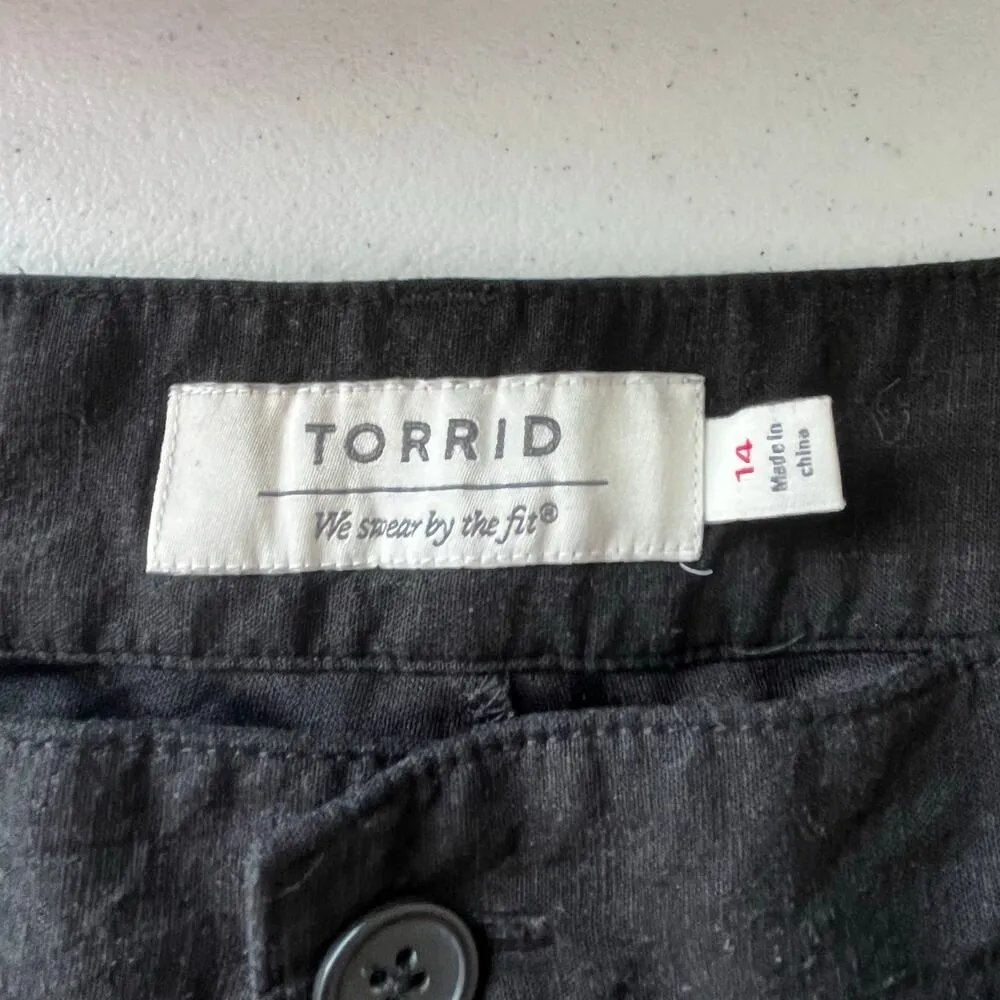 TORRID
We swear by the fit®
14
Made in
china